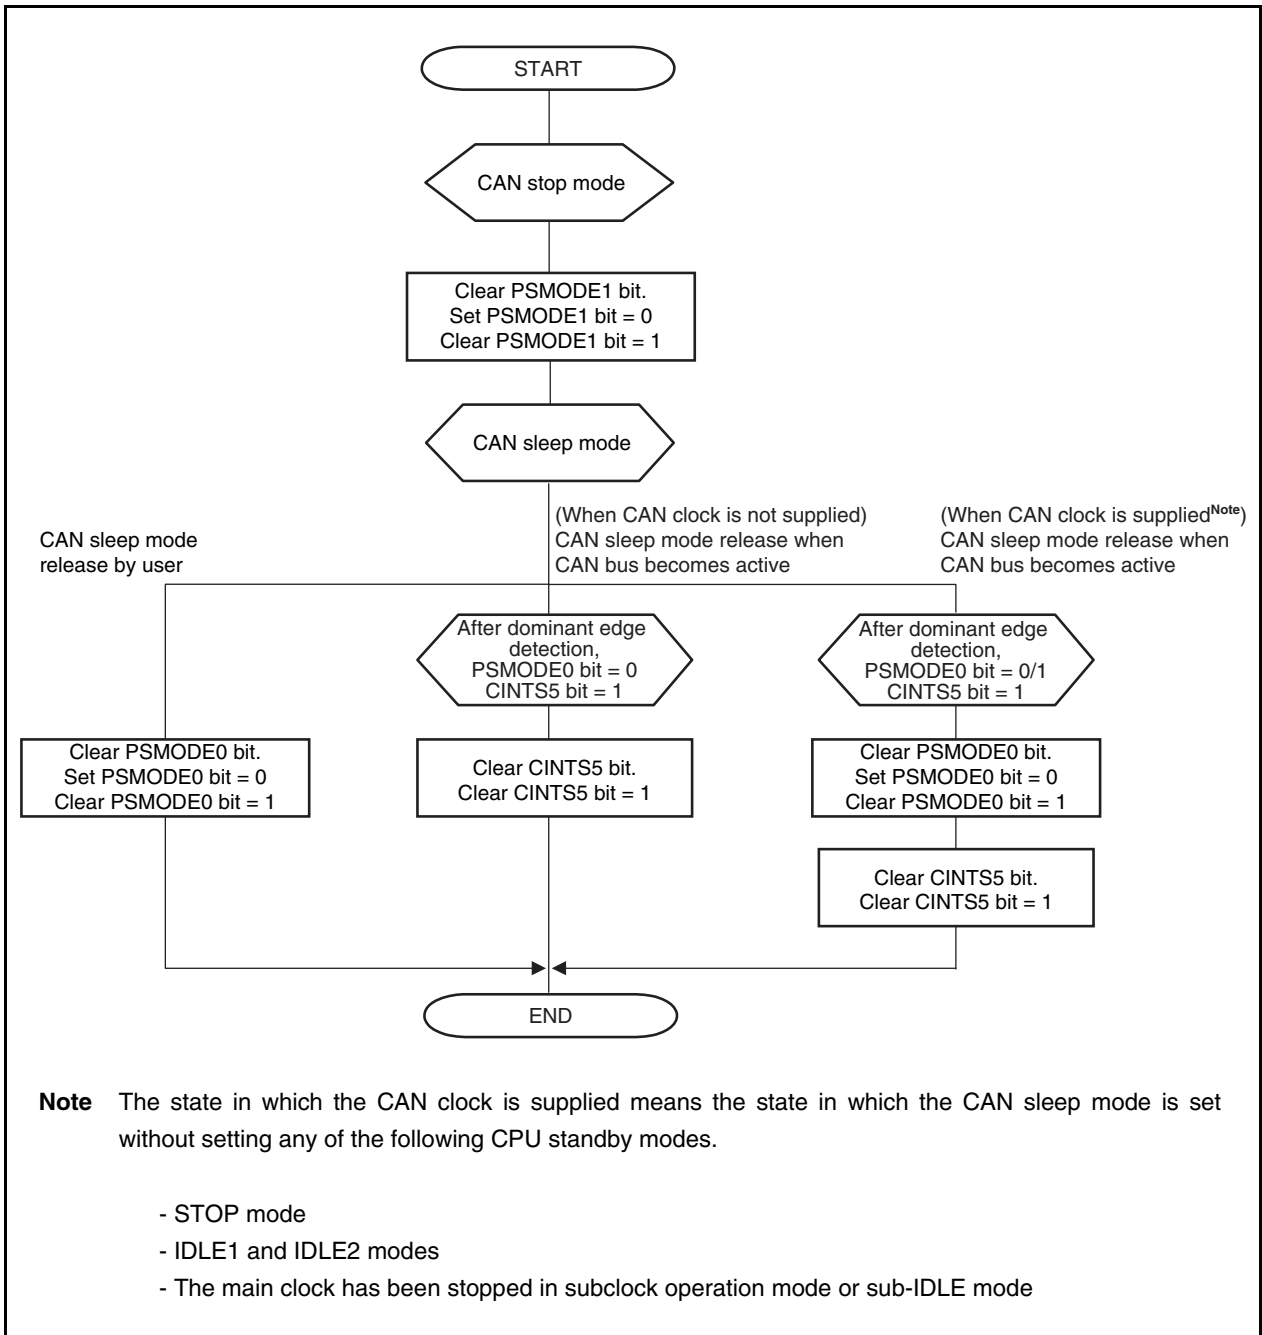 START
CAN stop mode
Clear PSMODE1 bit.
Set PSMODE1 bit = 0
Clear PSMODE1 bit = 1
CAN sleep mode
CAN sleep mode
release by user
(When CAN clock is not supplied)
CAN sleep mode release when
CAN bus becomes active
(When CAN clock is supplied Note)
CAN sleep mode release when
CAN bus becomes active
After dominant edge
detection,
PSMODE0 bit = 0
CINTS5 bit = 1
After dominant edge
detection,
PSMODE0 bit = 0/1
CINTS5 bit = 1
Clear PSMODE0 bit.
Set PSMODE0 bit = 0
Clear PSMODE0 bit = 1
Clear CINTS5 bit.
Clear CINTS5 bit = 1
Clear PSMODE0 bit.
Set PSMODE0 bit = 0
Clear PSMODE0 bit = 1
Clear CINTS5 bit.
Clear CINTS5 bit = 1
END
Note The state in which the CAN clock is supplied means the state in which the CAN sleep mode is set
without setting any of the following CPU standby modes.
- STOP mode
- IDLE1 and IDLE2 modes
- The main clock has been stopped in subclock operation mode or sub-IDLE mode